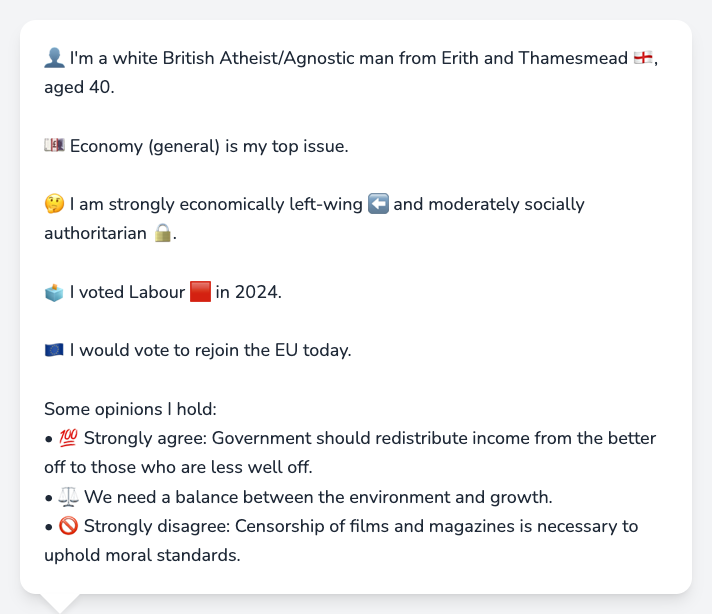 👤 I'm a white British Atheist/Agnostic man from Erith and Thamesmead 🏴󠁧󠁢󠁥󠁮󠁧󠁿,
aged 40.
💷 Economy (general) is my top issue.
🤔 I am strongly economically left-wing ⬅️ and moderately socially
authoritarian 🔒.
🗳️ I voted Labour 🟥 in 2024.
🇪🇺 I would vote to rejoin the EU today.
Some opinions I hold:
• 💯 Strongly agree: Government should redistribute income from the better
off to those who are less well off.
• ⚖️ We need a balance between the environment and growth.
• 🚫 Strongly disagree: Censorship of films and magazines is necessary to
uphold moral standards.